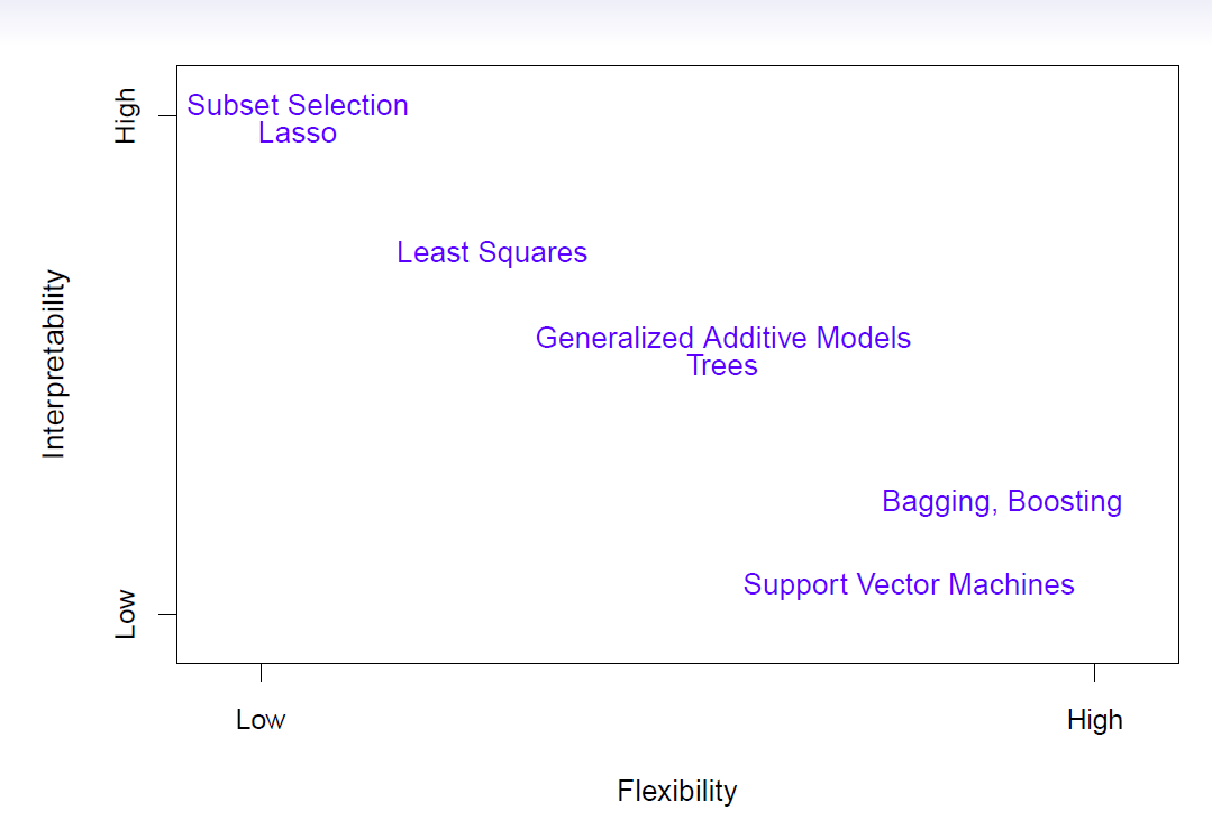 High
Subset Selection
Lasso
Least Squares
Interpretability
Generalized Additive Models
Trees
Bagging, Boosting
Support Vector Machines
Low
Low
High
Flexibility